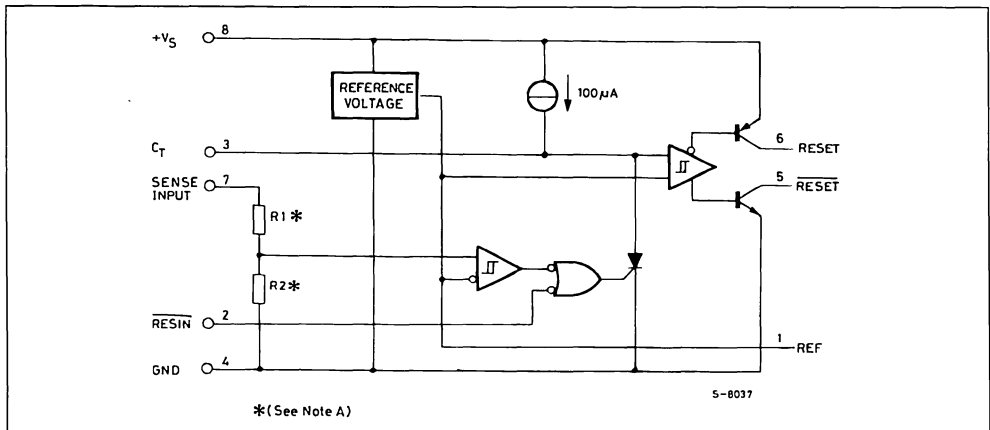 +VS 8
REFERENCE
VOLTAGE
100µA
CT 3
6 RESET
SENSE
INPUT
7
5 RESET
R1*
R2*
RESIN 2
1 REF
GND 4
S-8037
*(See Note A)